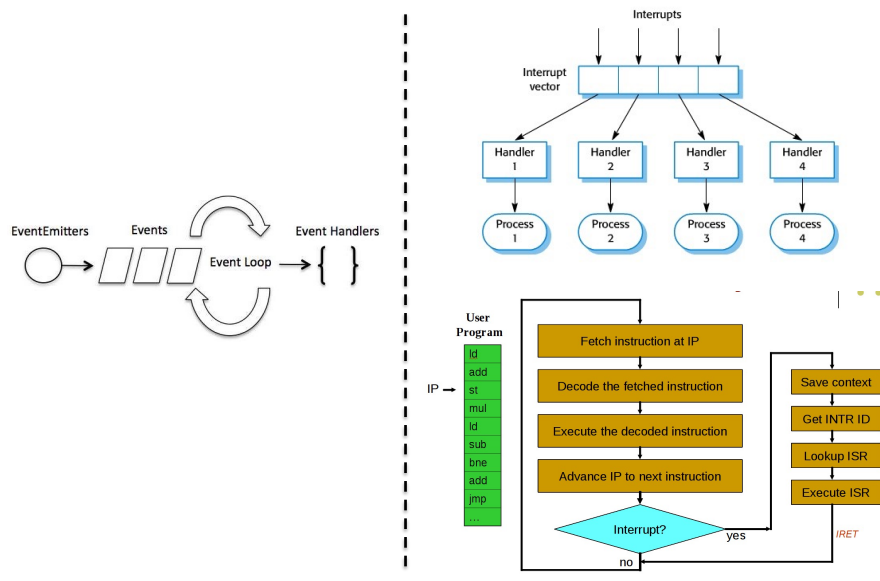 EventEmitters
Events
Event Loop
Event Handlers
{ }
Interrupts
Interrupt
vector
Handler
1
Handler
2
Handler
3
Handler
4
Process
1
Process
2
Process
3
Process
4
User
Program
IP
ld
add
st
mul
ld
sub
bne
add
jmp
...
Fetch instruction at IP
Decode the fetched instruction
Execute the decoded instruction
Advance IP to next instruction
Interrupt?
yes
no
Save context
Get INTR ID
Lookup ISR
Execute ISR
IRET